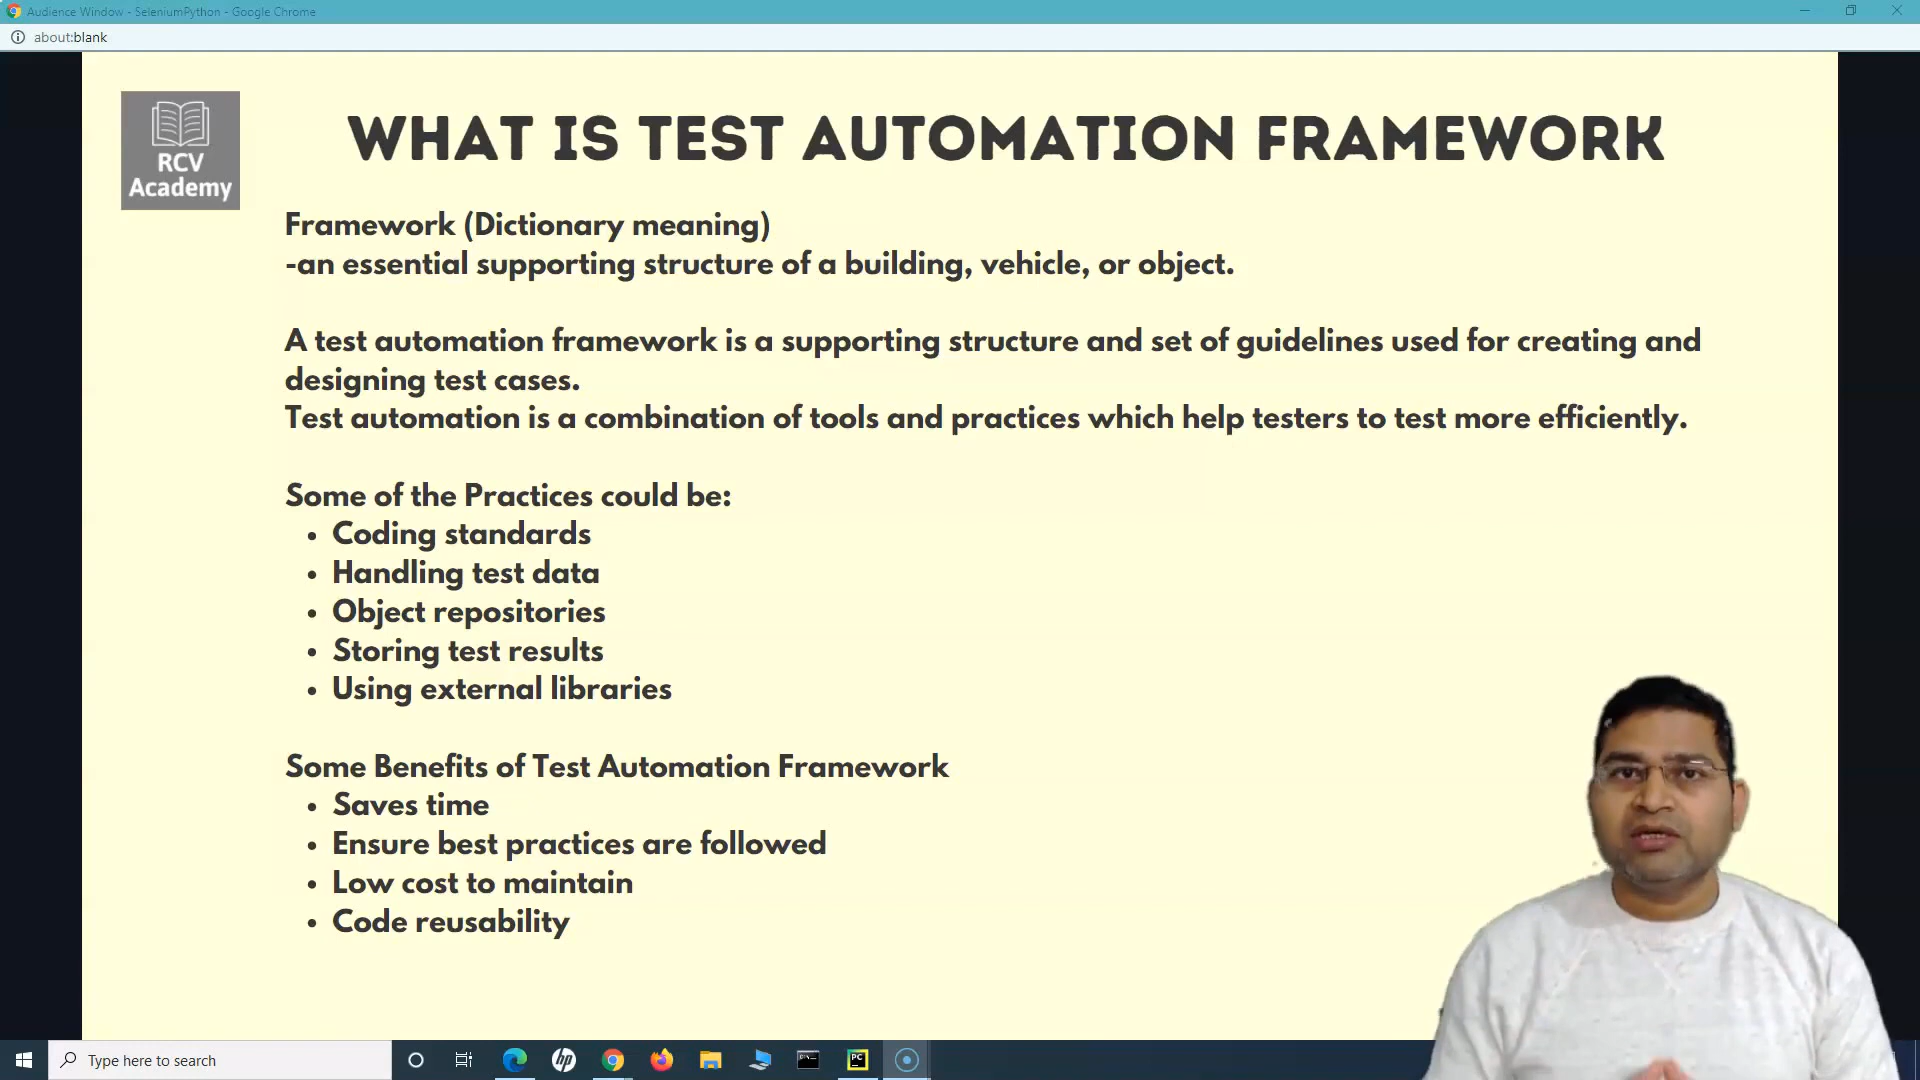 Audience Window - SeleniumPython - Google Chrome
about:blank
RCV
Academy
WHAT IS TEST AUTOMATION FRAMEWORK
Framework (Dictionary meaning)
-an essential supporting structure of a building, vehicle, or object.
A test automation framework is a supporting structure and set of guidelines used for creating and
designing test cases.
Test automation is a combination of tools and practices which help testers to test more efficiently.
Some of the Practices could be:
• Coding standards
• Handling test data
• Object repositories
• Storing test results
• Using external libraries
Some Benefits of Test Automation Framework
• Saves time
• Ensure best practices are followed
• Low cost to maintain
• Code reusability
Type here to search
hp
PC